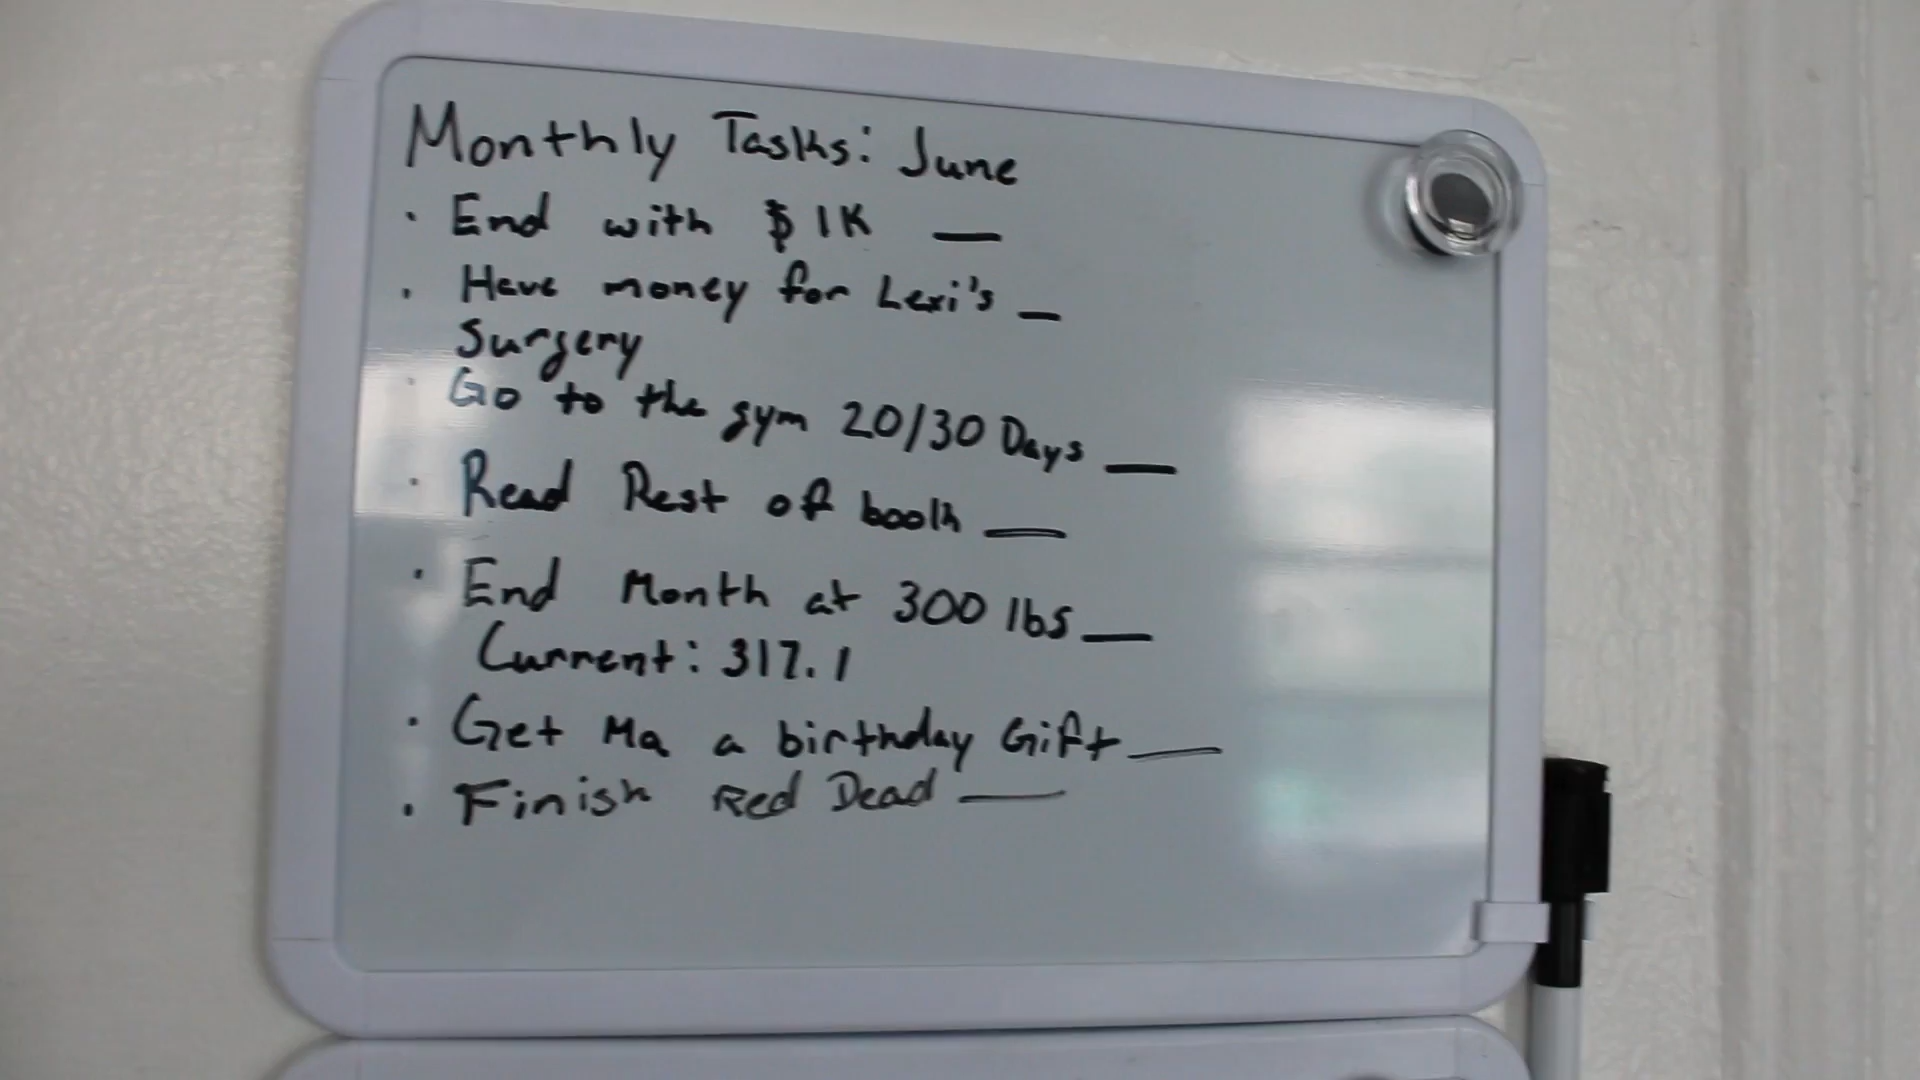 Monthly Tasks: June
· End with $1K __
· Have money for Lexi's __
Surgery
· Go to the gym 20/30 Days __
· Read Rest of book __
· End Month at 300 lbs __
Current: 317.1
· Get Ma a birthday Gift __
· Finish Red Dead __